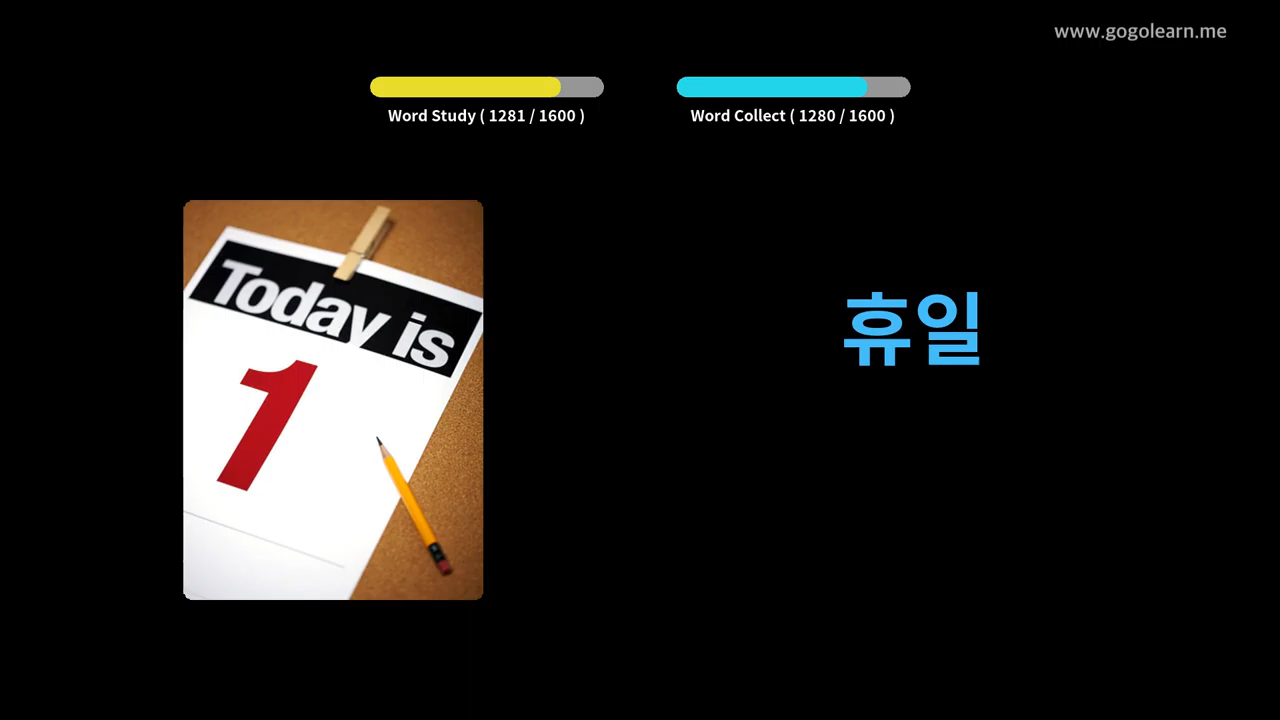 www.gogolearn.me
Word Study ( 1281 / 1600 )
Word Collect ( 1280 / 1600 )
Today is
1
휴일